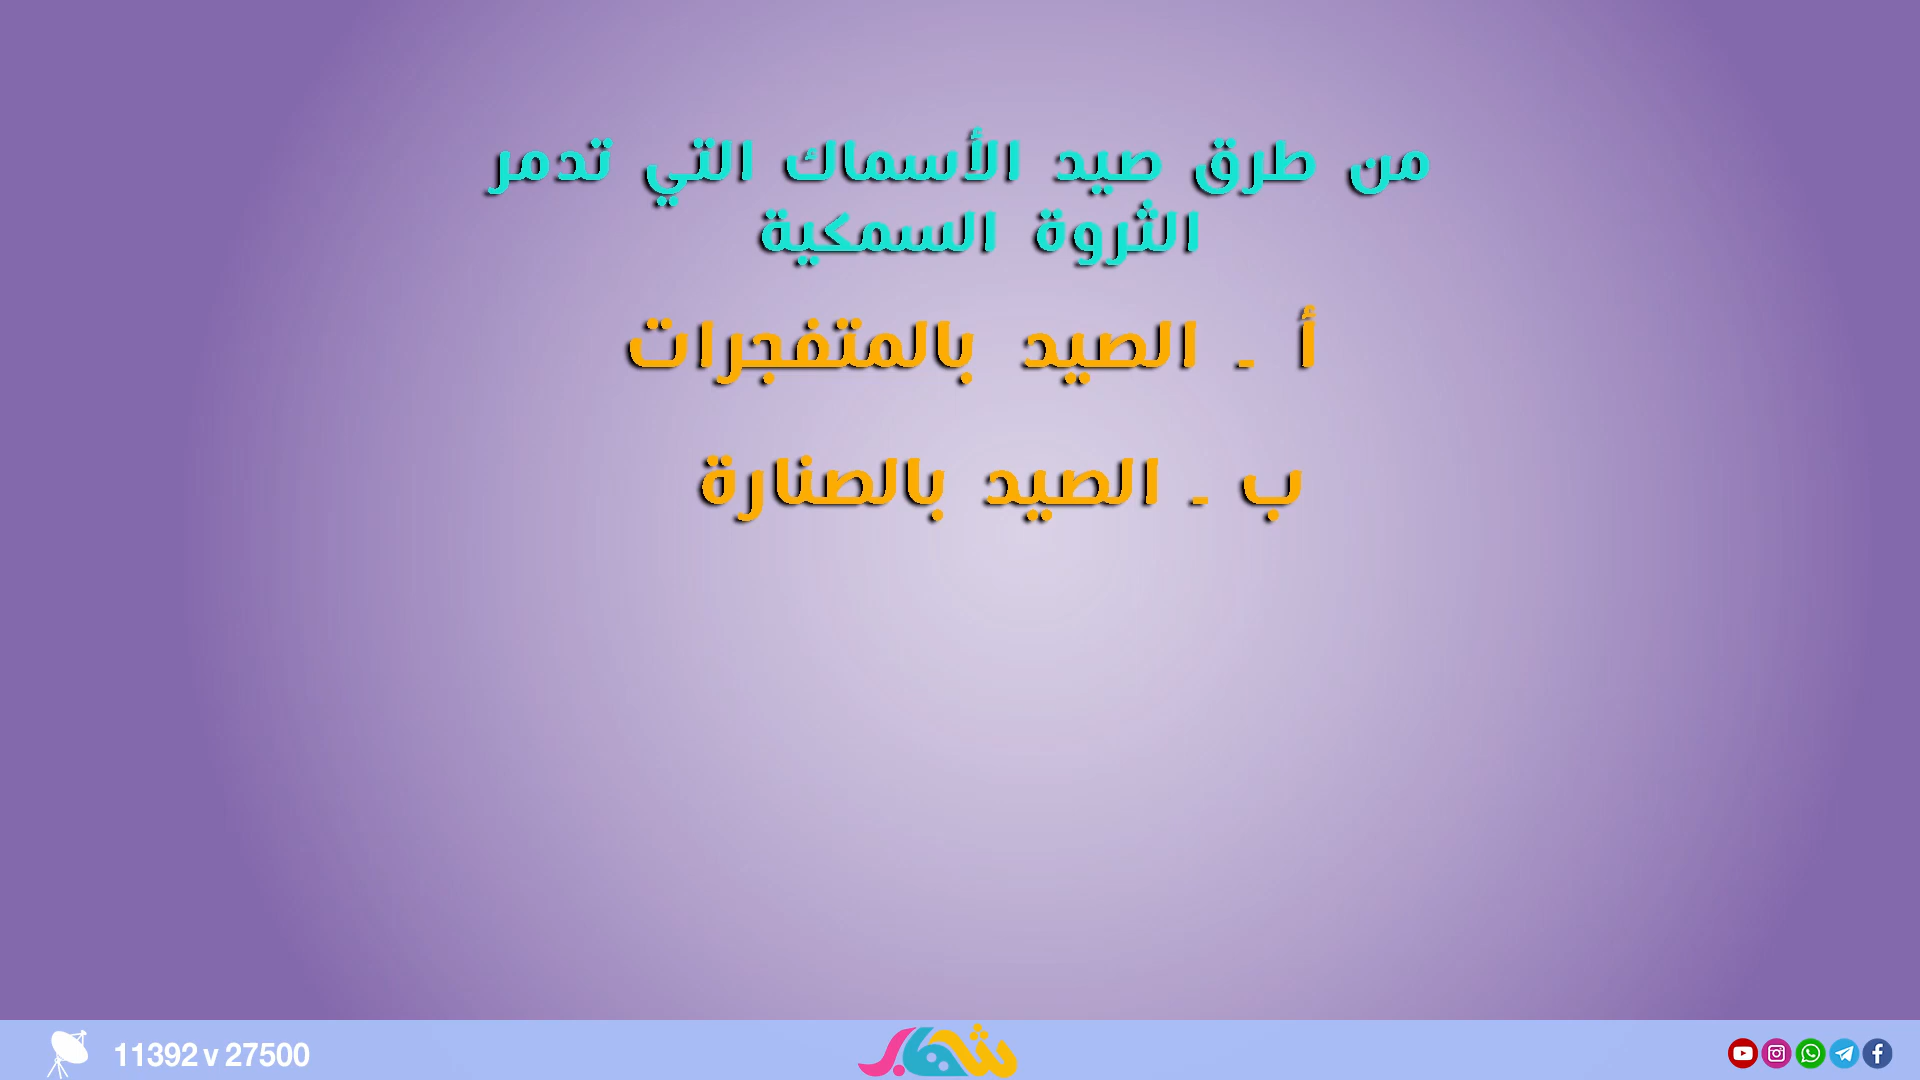 من طرق صيد الأسماك التي تدمر
الثروة السمكية
أ - الصيد بالمتفجرات
ب - الصيد بالصنارة
11392 v 27500